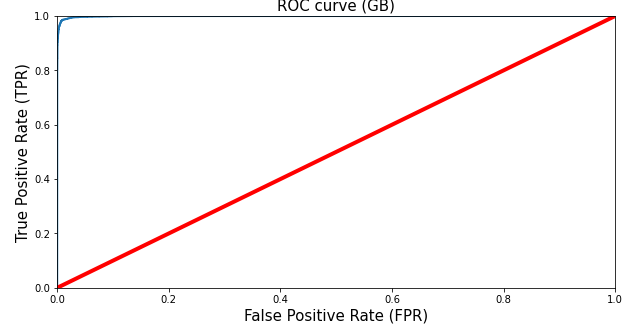 ROC curve (GB)
True Positive Rate (TPR)
1.0
0.8
0.6
0.4
0.2
0.0
0.0 0.2 0.4 0.6 0.8 1.0
False Positive Rate (FPR)